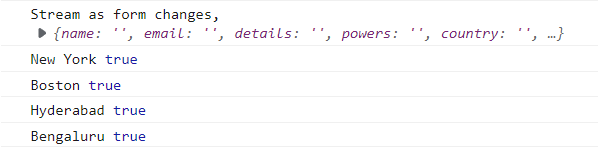 Stream as form changes,
▶ {name: '', email: '', details: '', powers: '', country: '', …}
New York true
Boston true
Hyderabad true
Bengaluru true